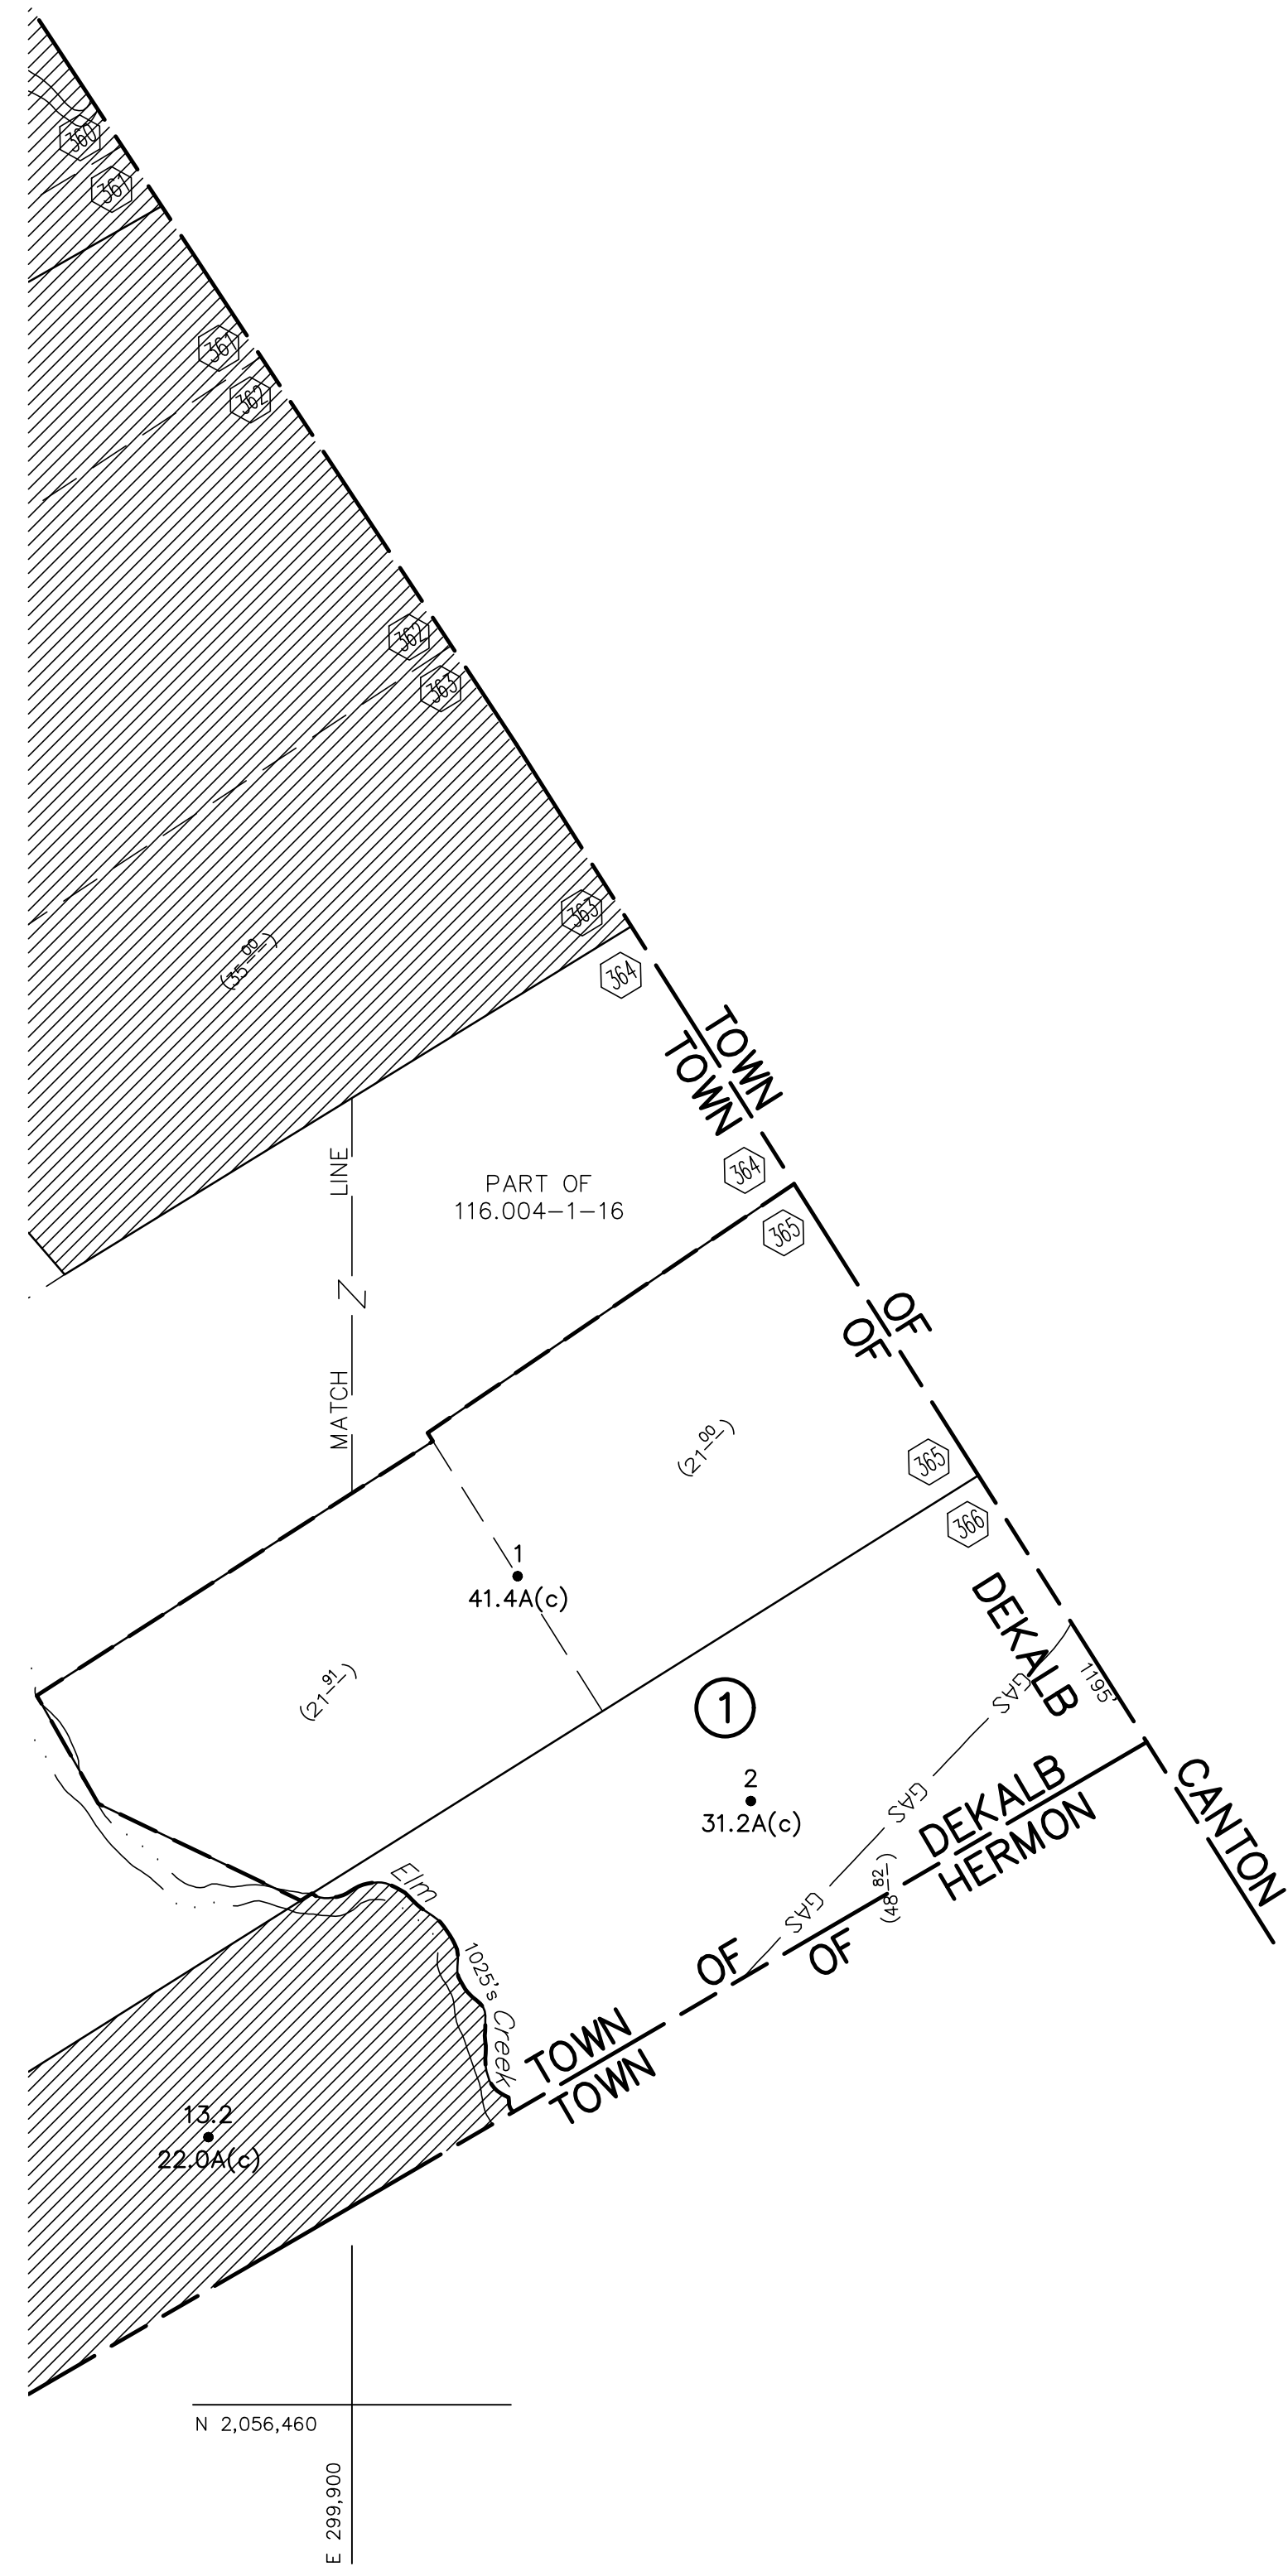 360
361
361
362
362
363
(35.00)
363
364
TOWN
TOWN
MATCH Z LINE
PART OF
116.004-1-16
364
365
OF
OF
(21.00)
365
366
1
41.4A(c)
DEKALB
1195'
(21.91)
1
GAS
2
31.2A(c)
GAS
DEKALB
HERMON
CANTON
(48.82)
GAS
Elm
1025's
Creek
OF
OF
TOWN
TOWN
13.2
22.0A(c)
N 2,056,460
E 299,900